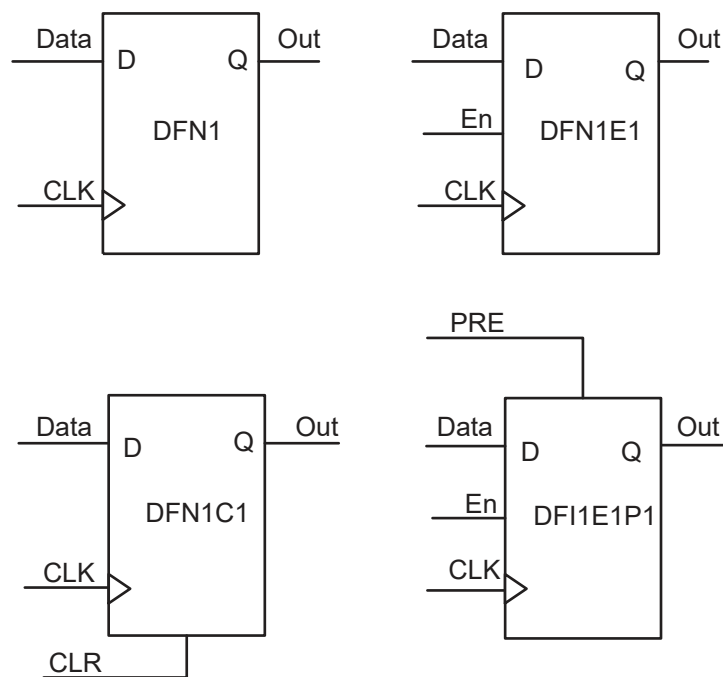 Data
Out
D
Q
DFN1
CLK
Data
Out
D
Q
En
DFN1E1
CLK
Data
Out
D
Q
DFN1C1
CLK
CLR
PRE
Data
Out
D
Q
En
DFI1E1P1
CLK